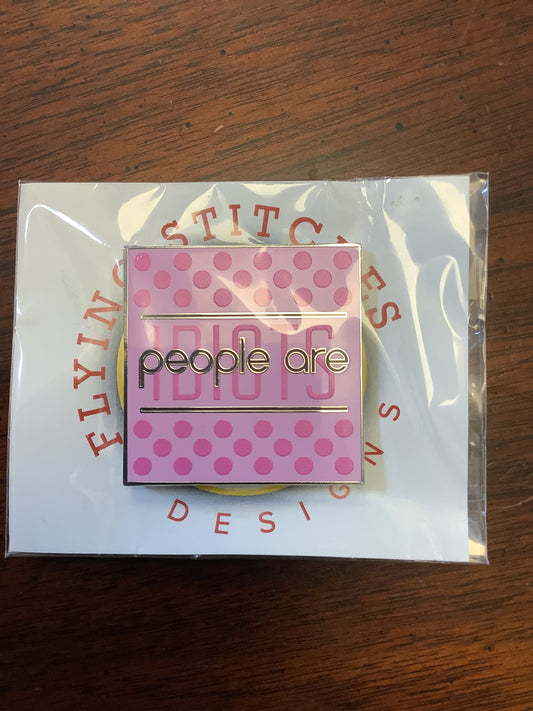 FLYING STITCHES
IDIOTS
people are
DESIGNS